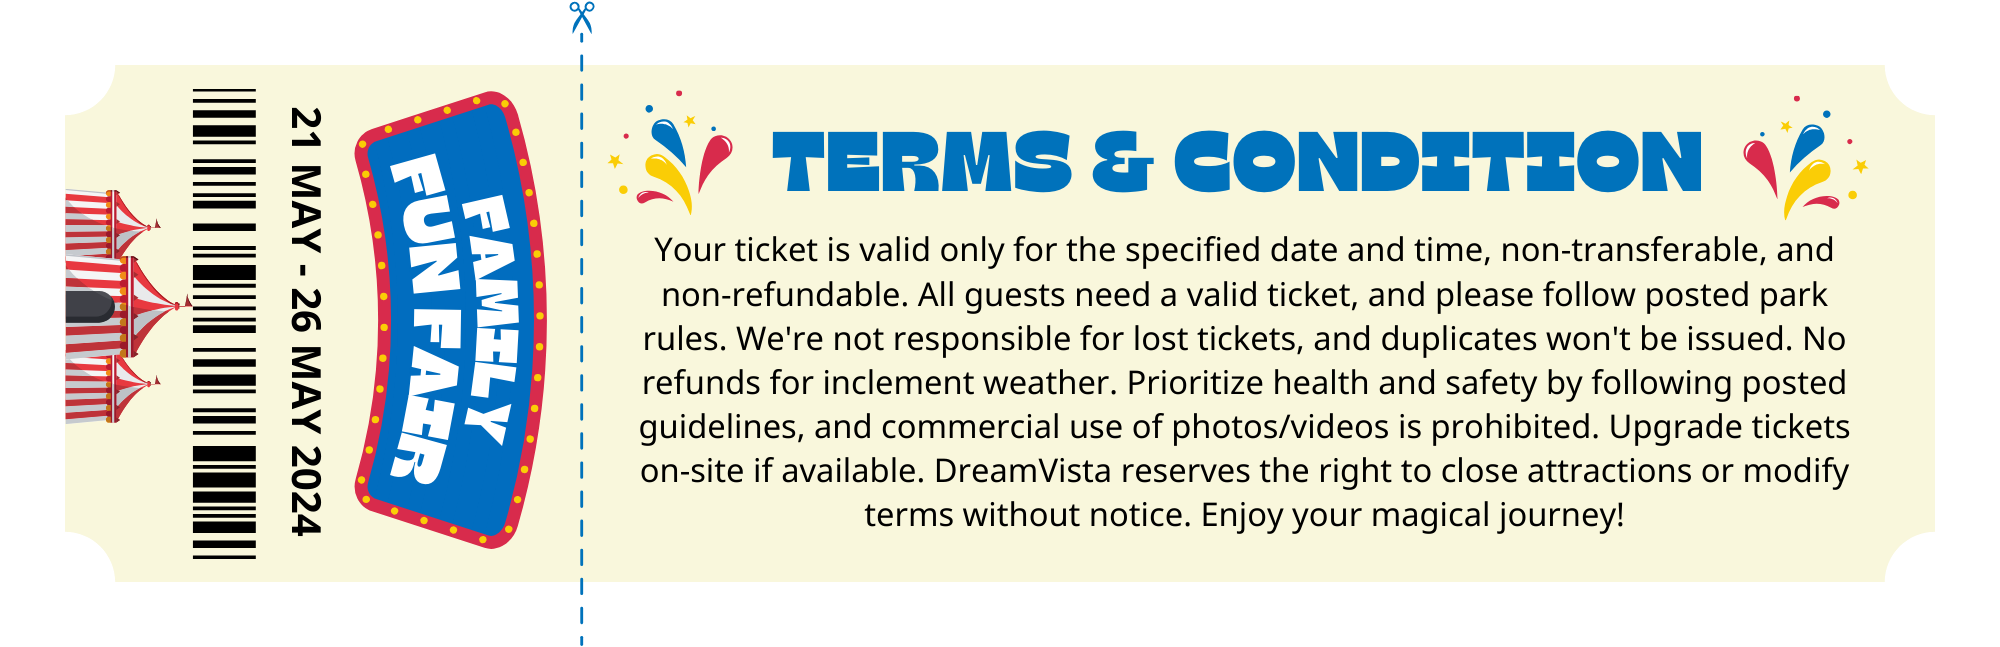 21 MAY - 26 MAY 2024
FAMILY
FUN FAIR
TERMS & CONDITION
Your ticket is valid only for the specified date and time, non-transferable, and
non-refundable. All guests need a valid ticket, and please follow posted park
rules. We're not responsible for lost tickets, and duplicates won't be issued. No
refunds for inclement weather. Prioritize health and safety by following posted
guidelines, and commercial use of photos/videos is prohibited. Upgrade tickets
on-site if available. DreamVista reserves the right to close attractions or modify
terms without notice. Enjoy your magical journey!